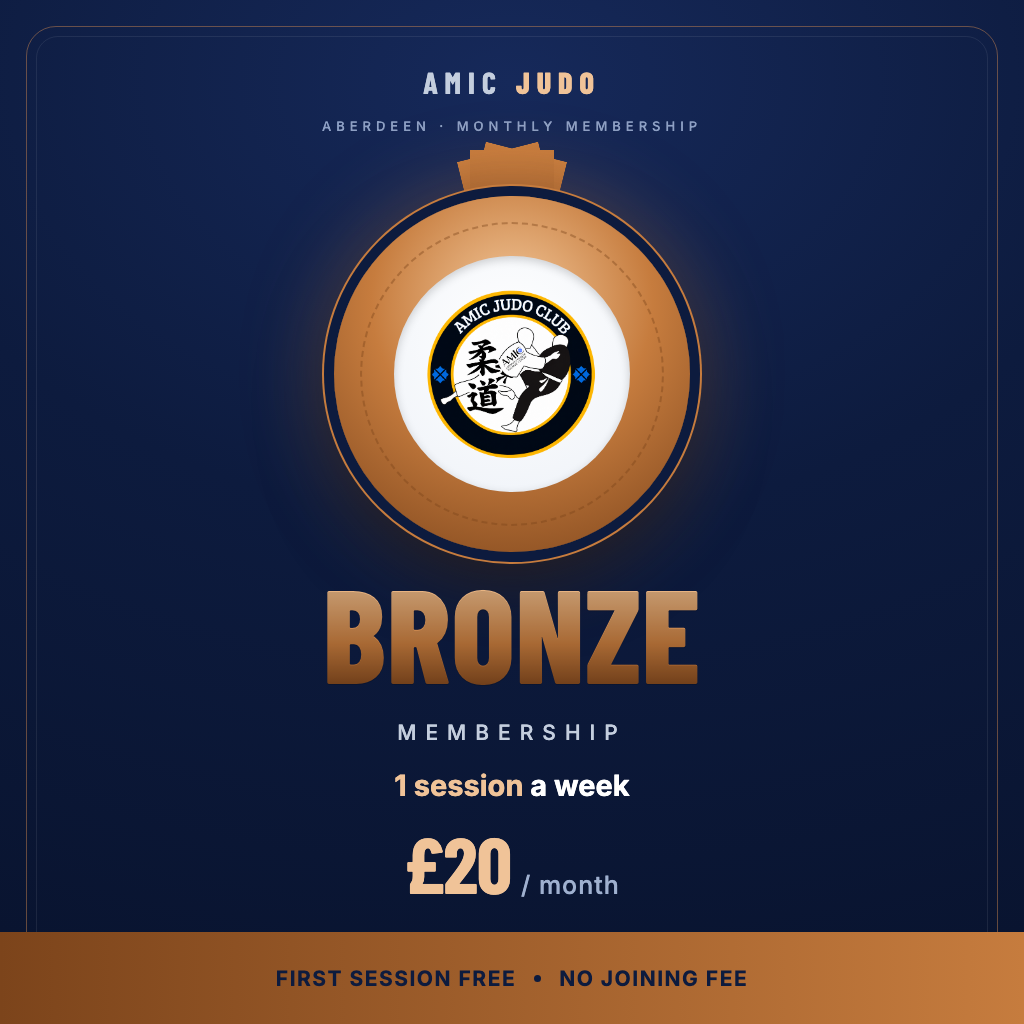 AMIC JUDO
ABERDEEN · MONTHLY MEMBERSHIP
AMIC JUDO CLUB
柔道
AMIC
BRONZE
MEMBERSHIP
1 session a week
£20 / month
FIRST SESSION FREE • NO JOINING FEE